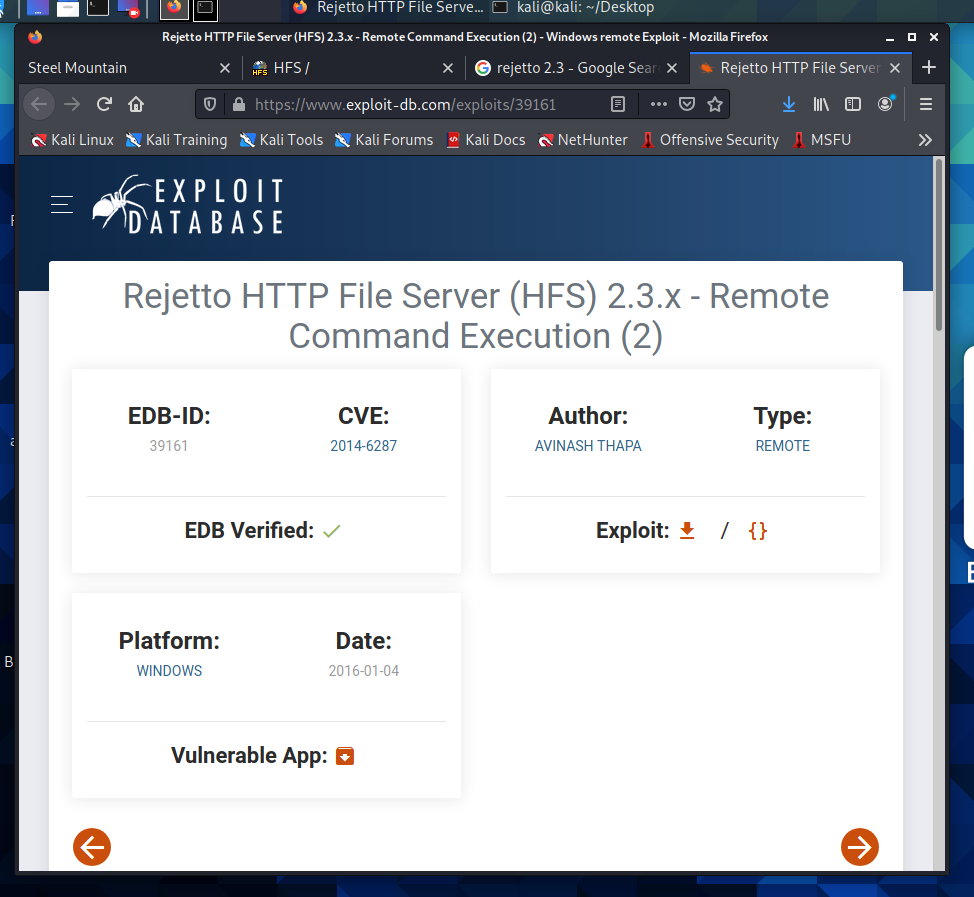 Rejetto HTTP File Serve... kali@kali: ~/Desktop
Rejetto HTTP File Server (HFS) 2.3.x - Remote Command Execution (2) - Windows remote Exploit - Mozilla Firefox
Steel Mountain HFS / rejetto 2.3 - Google Sear Rejetto HTTP File Server
https://www.exploit-db.com/exploits/39161
Kali Linux Kali Training Kali Tools Kali Forums Kali Docs NetHunter Offensive Security MSFU
EXPLOIT
DATABASE
Rejetto HTTP File Server (HFS) 2.3.x - Remote
Command Execution (2)
EDB-ID: CVE:
39161 2014-6287
EDB Verified:
Author: Type:
AVINASH THAPA REMOTE
Exploit: / {}
Platform: Date:
WINDOWS 2016-01-04
Vulnerable App: